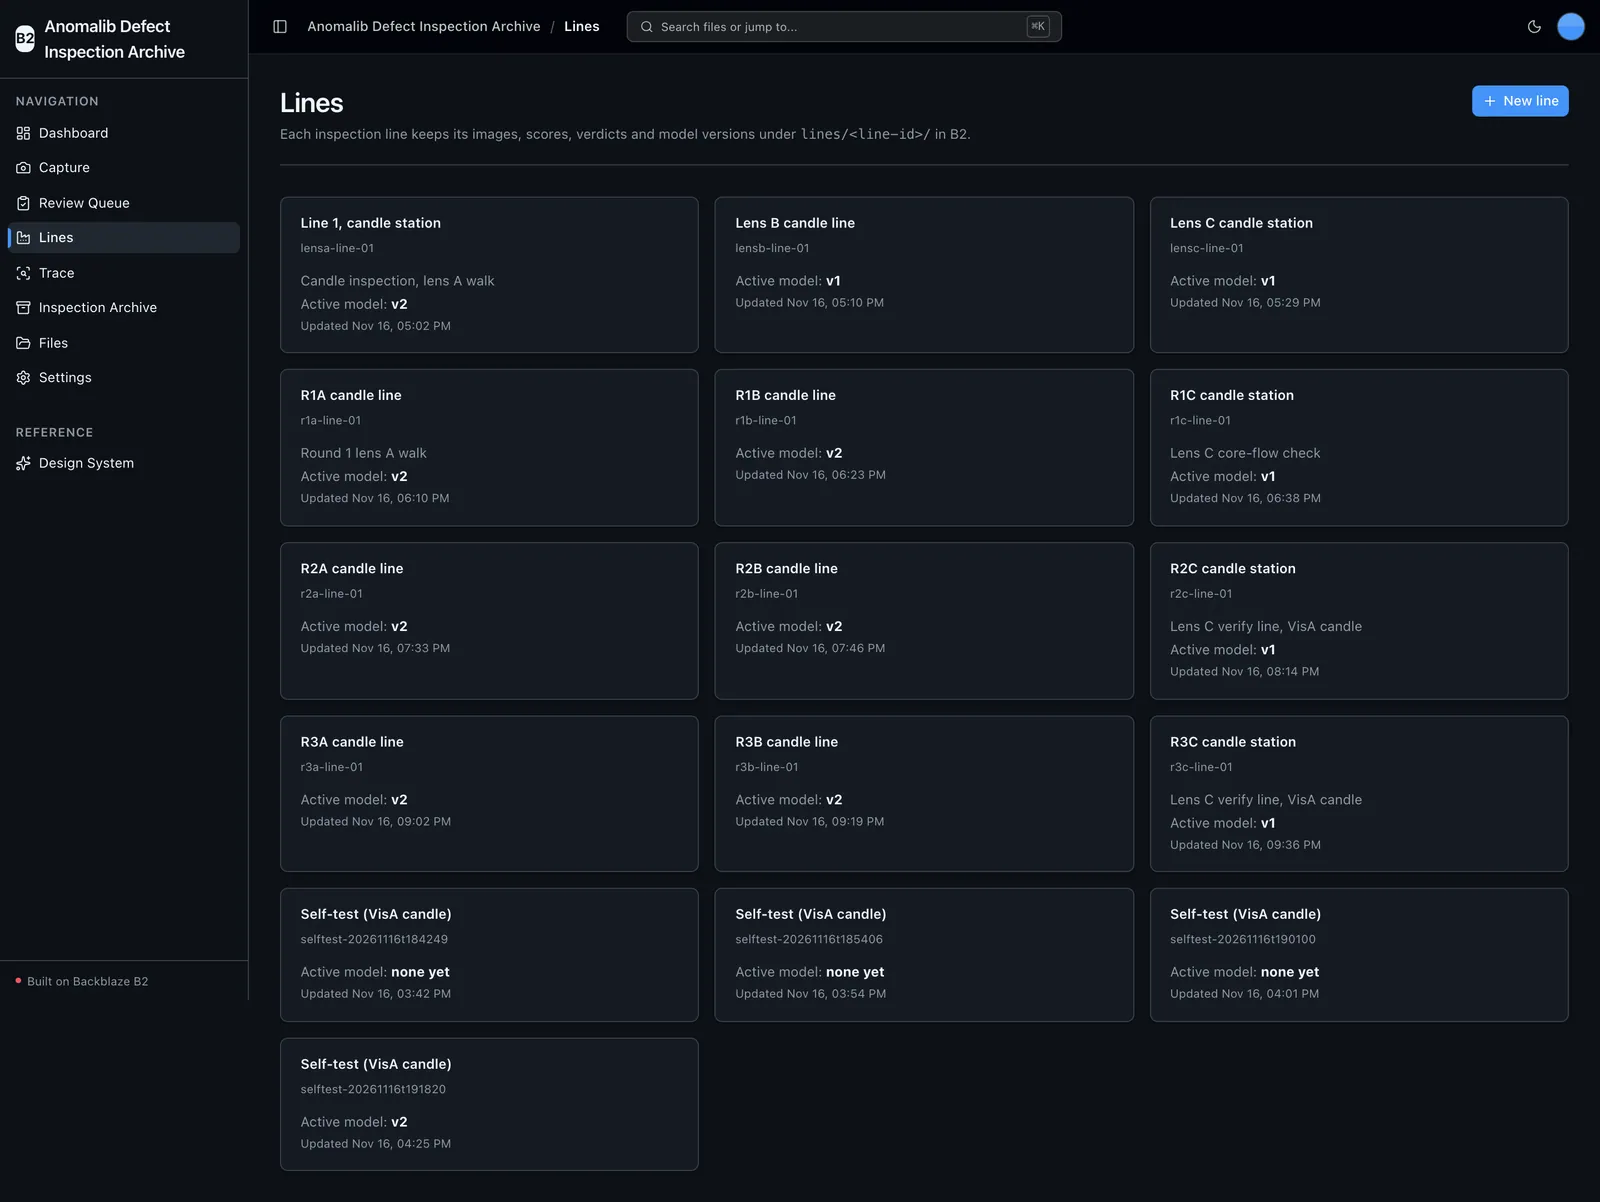 B2
Anomalib Defect
Inspection Archive
NAVIGATION
Dashboard
Capture
Review Queue
Lines
Trace
Inspection Archive
Files
Settings
REFERENCE
Design System
Built on Backblaze B2
Anomalib Defect Inspection Archive / Lines
Search files or jump to...
⌘K
Lines
Each inspection line keeps its images, scores, verdicts and model versions under lines/<line-id>/ in B2.
+ New line
Line 1, candle station
lensa-line-01
Candle inspection, lens A walk
Active model: v2
Updated Nov 16, 05:02 PM
Lens B candle line
lensb-line-01
Active model: v1
Updated Nov 16, 05:10 PM
Lens C candle station
lensc-line-01
Active model: v1
Updated Nov 16, 05:29 PM
R1A candle line
r1a-line-01
Round 1 lens A walk
Active model: v2
Updated Nov 16, 06:10 PM
R1B candle line
r1b-line-01
Active model: v2
Updated Nov 16, 06:23 PM
R1C candle station
r1c-line-01
Lens C core-flow check
Active model: v1
Updated Nov 16, 06:38 PM
R2A candle line
r2a-line-01
Active model: v2
Updated Nov 16, 07:33 PM
R2B candle line
r2b-line-01
Active model: v2
Updated Nov 16, 07:46 PM
R2C candle station
r2c-line-01
Lens C verify line, VisA candle
Active model: v1
Updated Nov 16, 08:14 PM
R3A candle line
r3a-line-01
Active model: v2
Updated Nov 16, 09:02 PM
R3B candle line
r3b-line-01
Active model: v2
Updated Nov 16, 09:19 PM
R3C candle station
r3c-line-01
Lens C verify line, VisA candle
Active model: v1
Updated Nov 16, 09:36 PM
Self-test (VisA candle)
selftest-20261116t184249
Active model: none yet
Updated Nov 16, 03:42 PM
Self-test (VisA candle)
selftest-20261116t185406
Active model: none yet
Updated Nov 16, 03:54 PM
Self-test (VisA candle)
selftest-20261116t190100
Active model: none yet
Updated Nov 16, 04:01 PM
Self-test (VisA candle)
selftest-20261116t191820
Active model: v2
Updated Nov 16, 04:25 PM